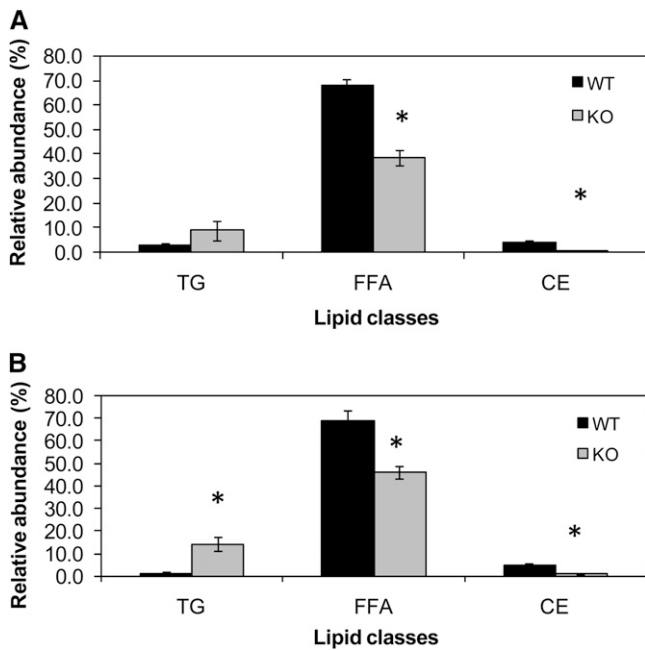 A
Relative abundance (%)
80.0
70.0
60.0
50.0
40.0
30.0
20.0
10.0
0.0
WT
KO
*
*
TG FFA CE
Lipid classes
B
Relative abundance (%)
80.0
70.0
60.0
50.0
40.0
30.0
20.0
10.0
0.0
WT
KO
*
*
*
TG FFA CE
Lipid classes